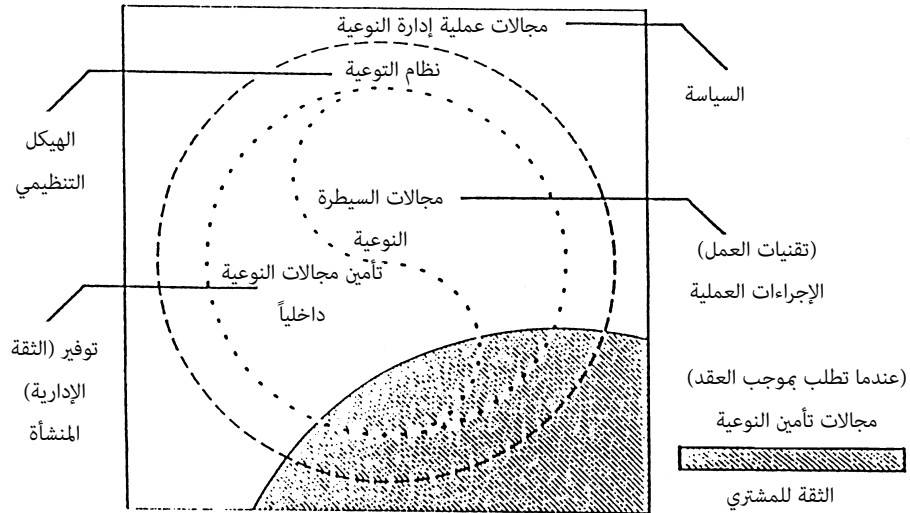 مجالات عملية إدارة النوعية
نظام التوعية
السياسة
الهيكل
التنظيمي
مجالات السيطرة
النوعية
(تقنيات العمل)
الإجراءات العملية
تأمين مجالات النوعية
داخلياً
توفير (الثقة
الإدارية)
المنشأة
(عندما تطلب بموجب العقد)
مجالات تأمين النوعية
الثقة للمشتري